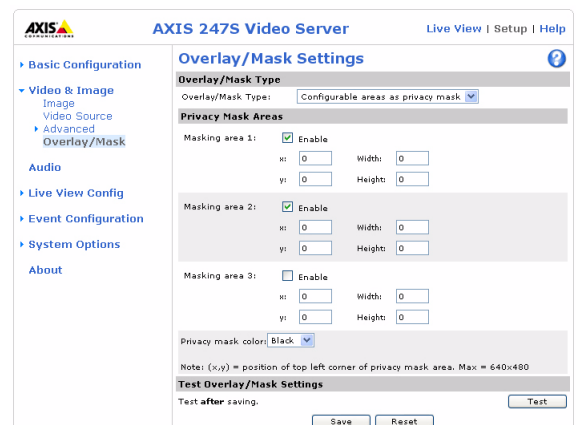 AXIS
COMMUNICATIONS
AXIS 247S Video Server
Live View | Setup | Help
Basic Configuration
Video & Image
Image
Video Source
Advanced
Overlay/Mask
Audio
Live View Config
Event Configuration
System Options
About
Overlay/Mask Settings
?
Overlay/Mask Type
Overlay/Mask Type: Configurable areas as privacy mask
Privacy Mask Areas
Masking area 1: Enable
x: 0 Width: 0
y: 0 Height: 0
Masking area 2: Enable
x: 0 Width: 0
y: 0 Height: 0
Masking area 3: Enable
x: 0 Width: 0
y: 0 Height: 0
Privacy mask color: Black
Note: (x,y) = position of top left corner of privacy mask area. Max = 640x480
Test Overlay/Mask Settings
Test after saving. Test
Save Reset